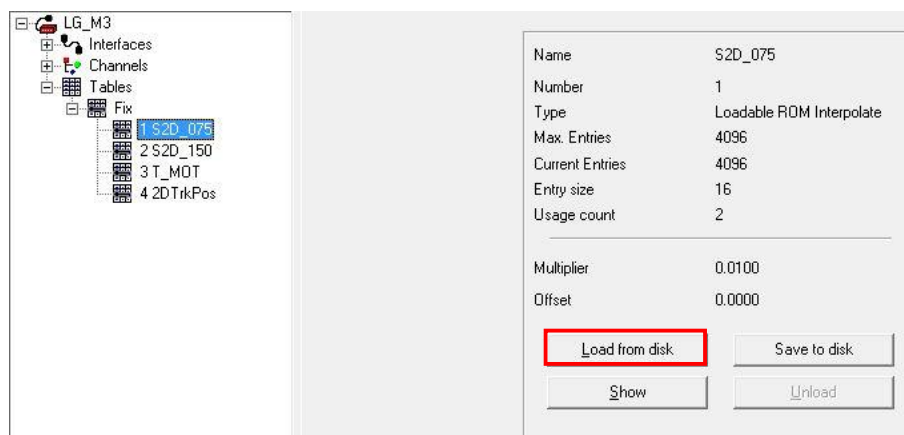 LG_M3
Interfaces
Channels
Tables
Fix
1 S2D_075
2 S2D_150
3 T_MOT
4 2DTrkPos
Name S2D_075
Number 1
Type Loadable ROM Interpolate
Max. Entries 4096
Current Entries 4096
Entry size 16
Usage count 2
Multiplier 0.0100
Offset 0.0000
Load from disk Save to disk
Show Unload